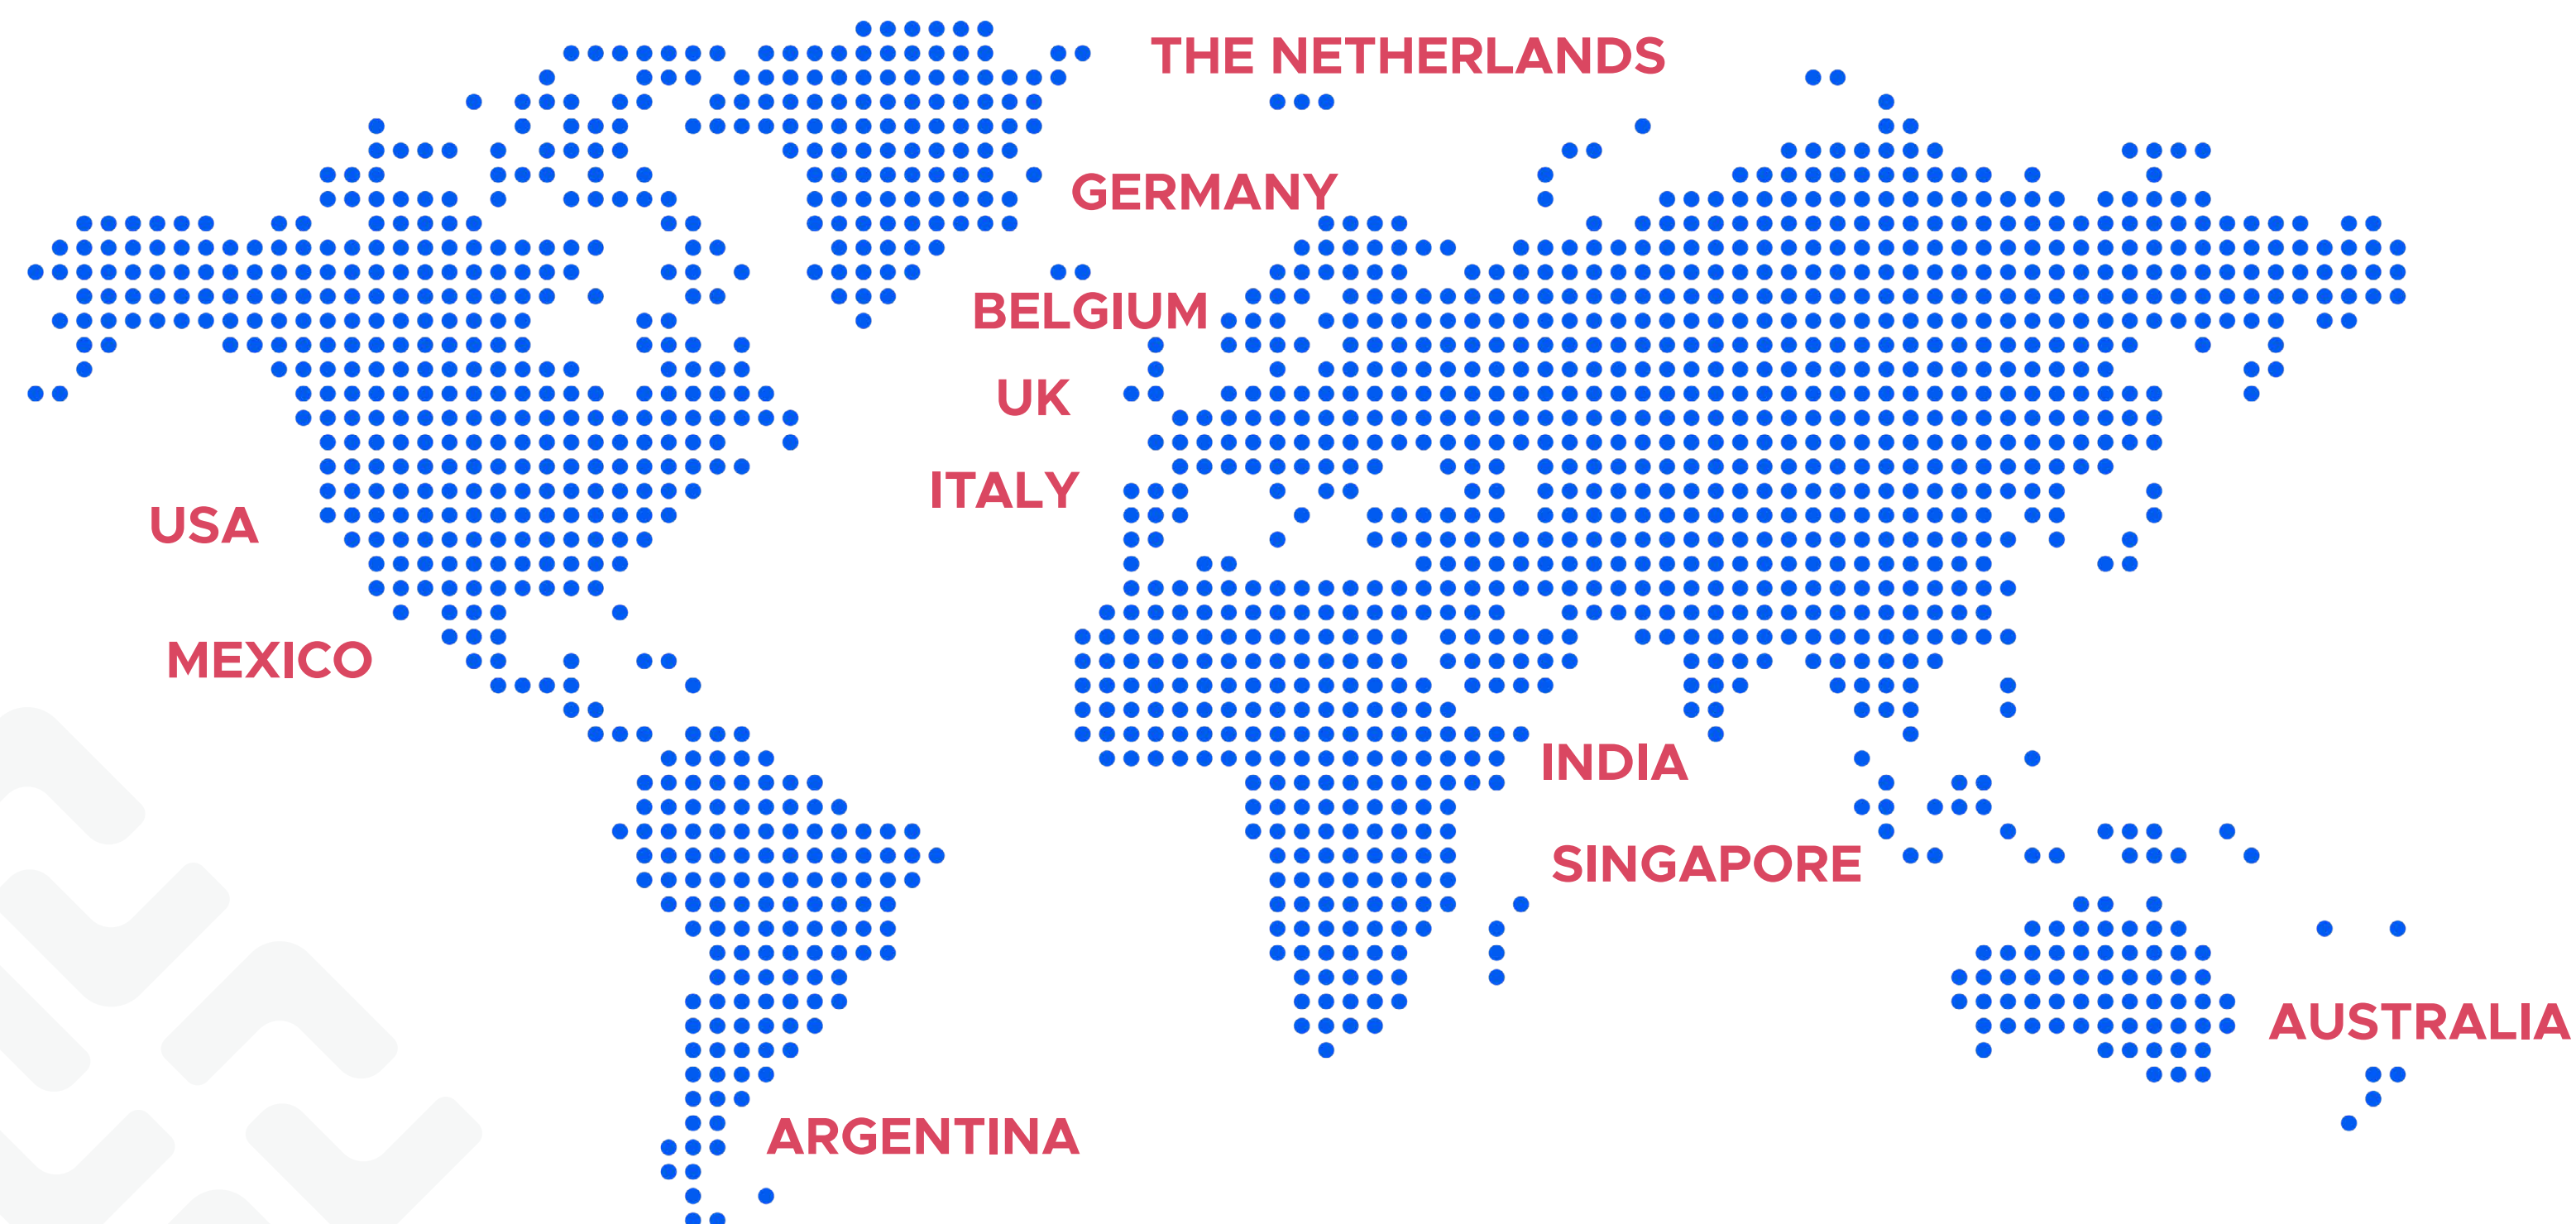 THE NETHERLANDS
GERMANY
BELGIUM
UK
ITALY
USA
MEXICO
INDIA
SINGAPORE
AUSTRALIA
ARGENTINA